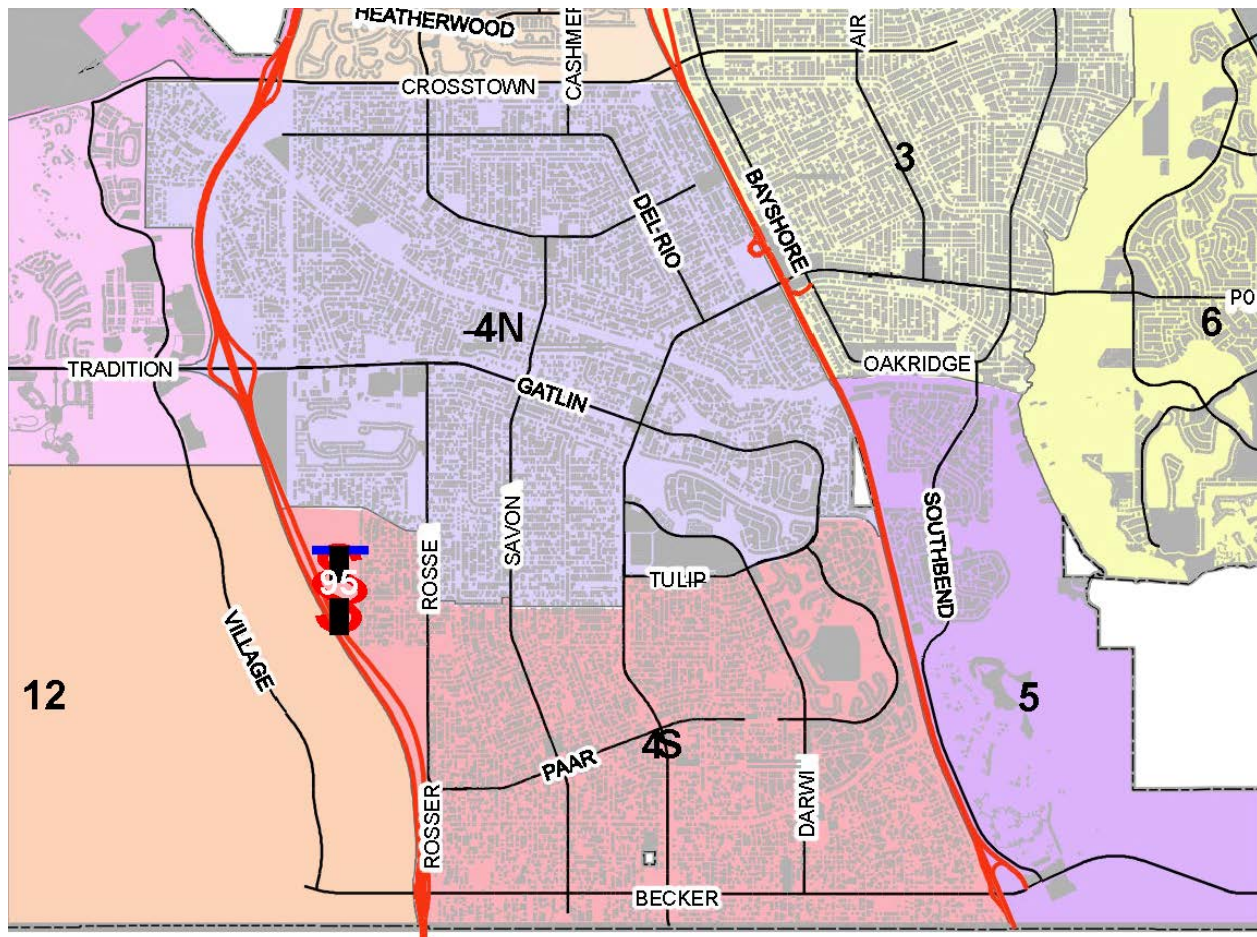 HEATHERWOOD
CASHMER
AIR
CROSSTOWN
3
BAYSHORE
DEL RIO
PO
4N
6
TRADITION
OAKRIDGE
GATLIN
SOUTHBEND
SAVON
ROSSE
TULIP
95
VILLAGE
12
5
4S
PAAR
DARWI
ROSSER
BECKER